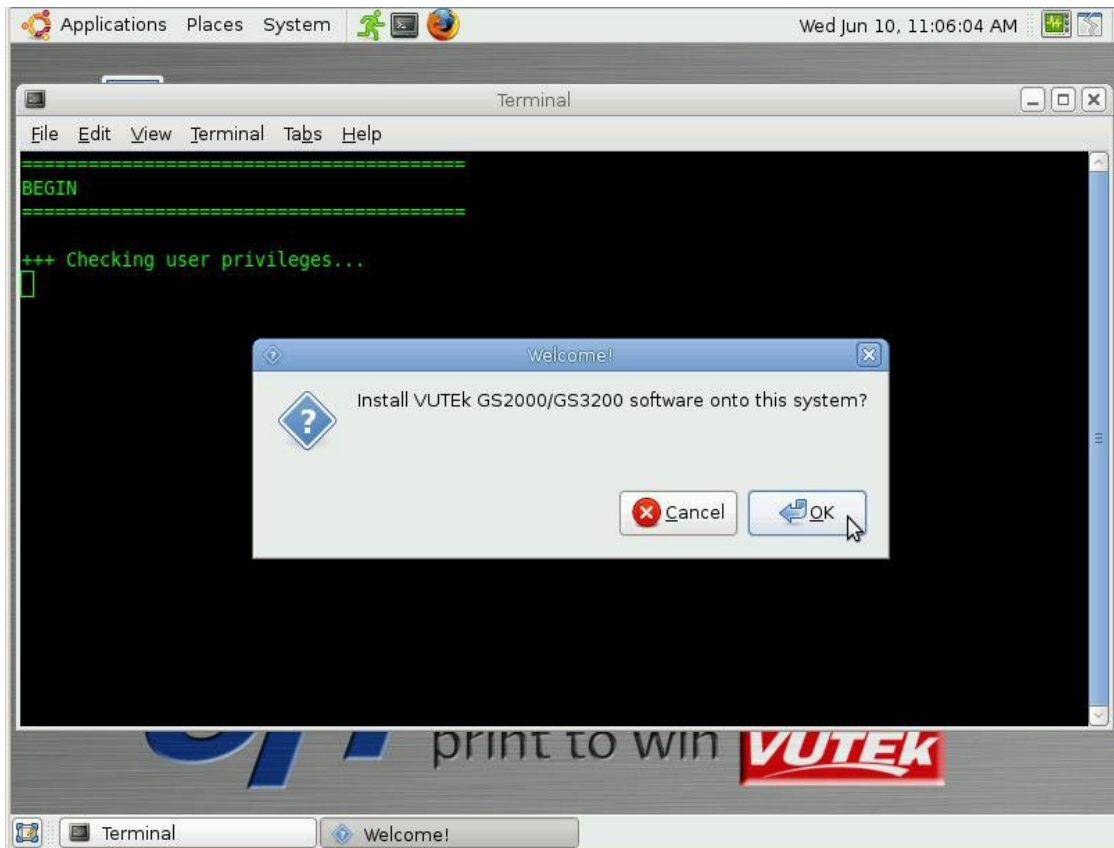 Applications Places System Wed Jun 10, 11:06:04 AM
Terminal
File Edit View Terminal Tabs Help
========================================
BEGIN
========================================
+++ Checking user privileges...
Welcome!
Install VUTEk GS2000/GS3200 software onto this system?
Cancel OK
print to win VUTEk
Terminal Welcome!